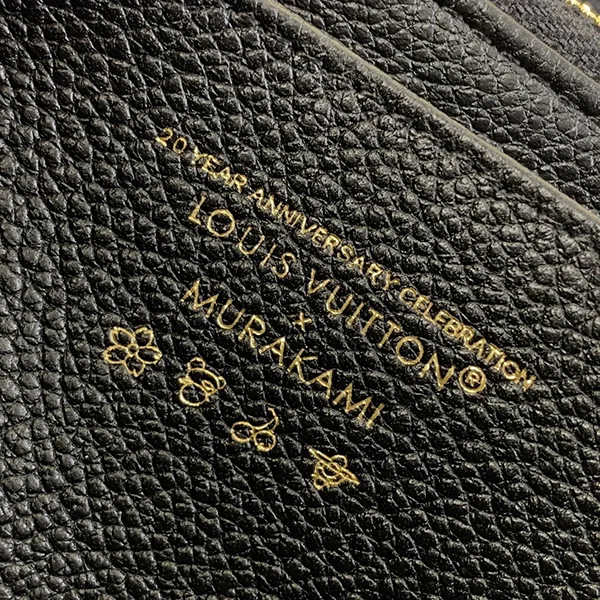 20 YEAR ANNIVERSARY CELEBRATION
LOUIS VUITTON®
×
MURAKAMI